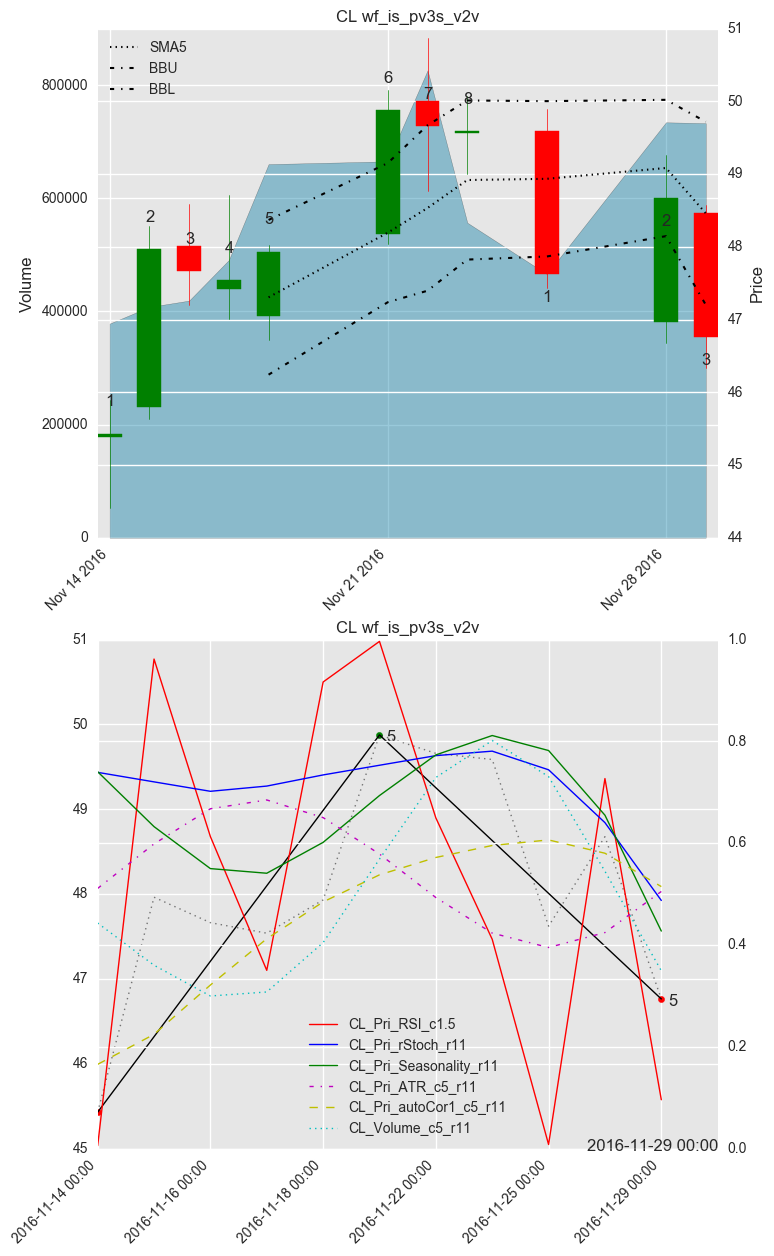 CL wf_is_pv3s_v2v
SMA5
BBU
BBL
Volume
800000
600000
400000
200000
0
Price
51
50
49
48
47
46
45
44
1
2
3
4
5
6
7
8
1
2
3
Nov 14 2016
Nov 21 2016
Nov 28 2016
CL wf_is_pv3s_v2v
51
50
49
48
47
46
45
1.0
0.8
0.6
0.4
0.2
0.0
5
5
CL_Pri_RSI_c1.5
CL_Pri_rStoch_r11
CL_Pri_Seasonality_r11
CL_Pri_ATR_c5_r11
CL_Pri_autoCor1_c5_r11
CL_Volume_c5_r11
2016-11-29 00:00
2016-11-14 00:00
2016-11-16 00:00
2016-11-18 00:00
2016-11-22 00:00
2016-11-25 00:00
2016-11-29 00:00